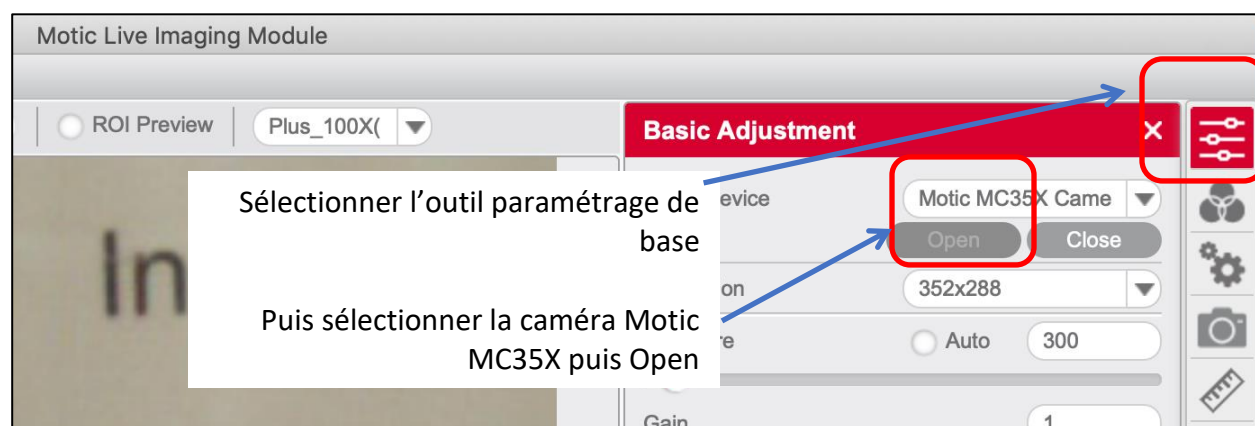 Motic Live Imaging Module
ROI Preview
Plus_100X(
Basic Adjustment
In
Sélectionner l’outil paramétrage de
base
Puis sélectionner la caméra Motic
MC35X puis Open
evice
Motic MC35X Came
Open
Close
on
352x288
re
Auto
300
Gain
1